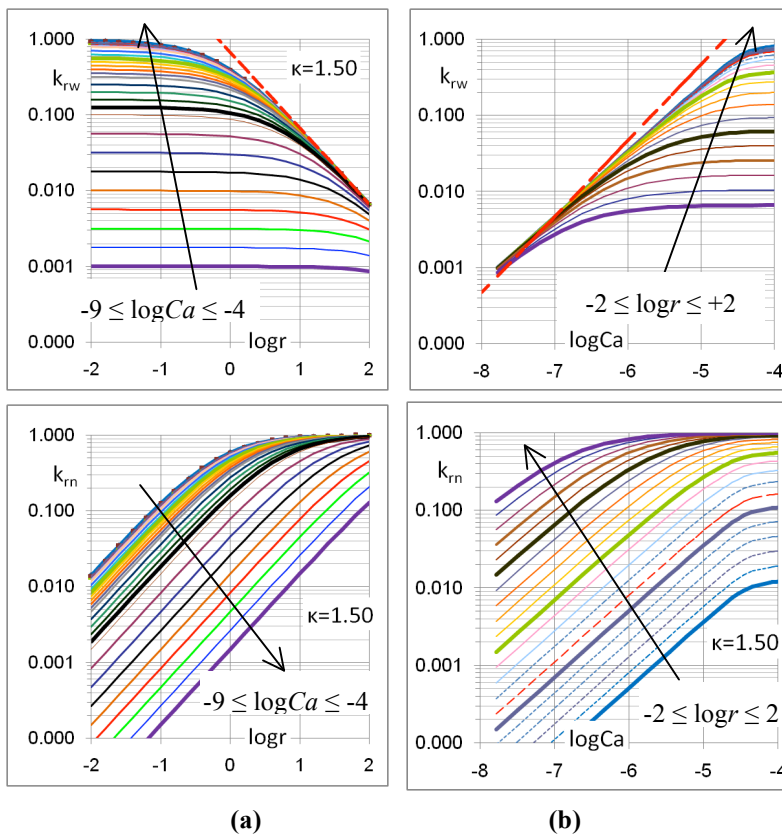 1.000
k_rw
κ=1.50
0.100
0.010
0.001
-9 ≤ logCa ≤ -4
logr
0.000
-2 -1 0 1 2
1.000
k_rw
0.100
0.010
0.001
-2 ≤ logr ≤ +2
logCa
0.000
-8 -7 -6 -5 -4
1.000
k_rn
0.100
0.010
κ=1.50
0.001
-9 ≤ logCa ≤ -4
logr
0.000
-2 -1 0 1 2
1.000
k_rn
0.100
0.010
κ=1.50
0.001
-2 ≤ logr ≤ 2
logCa
0.000
-8 -7 -6 -5 -4
(a) (b)